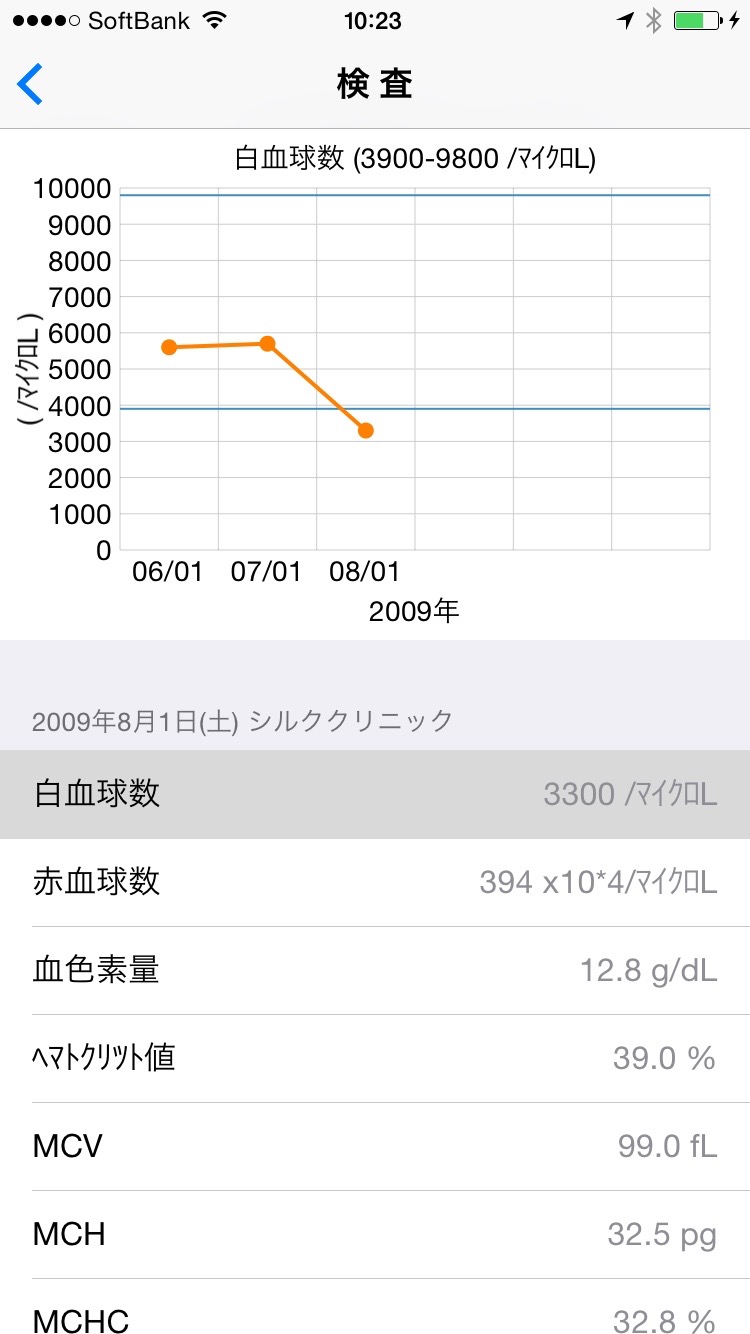 SoftBank 10:23
検 査
白血球数 (3900-9800 /ﾏｲｸﾛL)
10000
9000
8000
7000
6000
5000
4000
3000
2000
1000
0
( /ﾏｲｸﾛL )
06/01 07/01 08/01
2009年
2009年8月1日(土) シルククリニック
白血球数 3300 /ﾏｲｸﾛL
赤血球数 394 x10*4/ﾏｲｸﾛL
血色素量 12.8 g/dL
ﾍﾏﾄｸﾘﾂﾄ値 39.0 %
MCV 99.0 fL
MCH 32.5 pg
MCHC 32.8 %